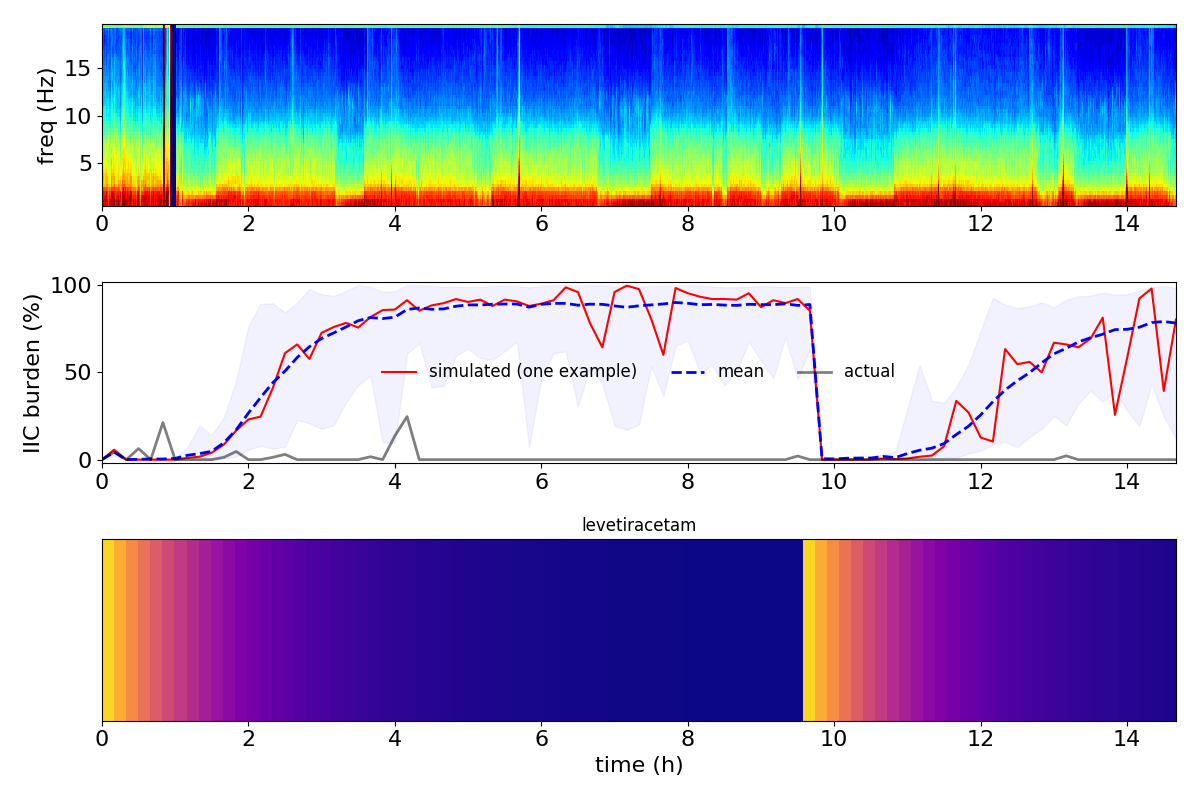 freq (Hz)
15
10
5
0 2 4 6 8 10 12 14
IIC burden (%)
100
50
0
simulated (one example) mean actual
0 2 4 6 8 10 12 14
levetiracetam
0 2 4 6 8 10 12 14
time (h)